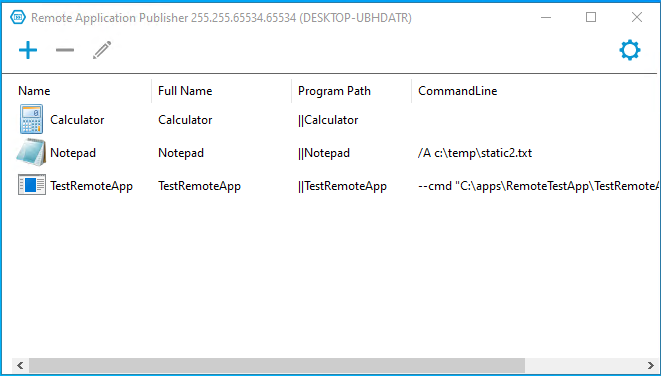 Remote Application Publisher 255.255.65534.65534 (DESKTOP-UBHDATR)
Name Full Name Program Path CommandLine
Calculator Calculator ||Calculator
Notepad Notepad ||Notepad /A c:\temp\static2.txt
TestRemoteApp TestRemoteApp ||TestRemoteApp --cmd "C:\apps\RemoteTestApp\TestRemoteA